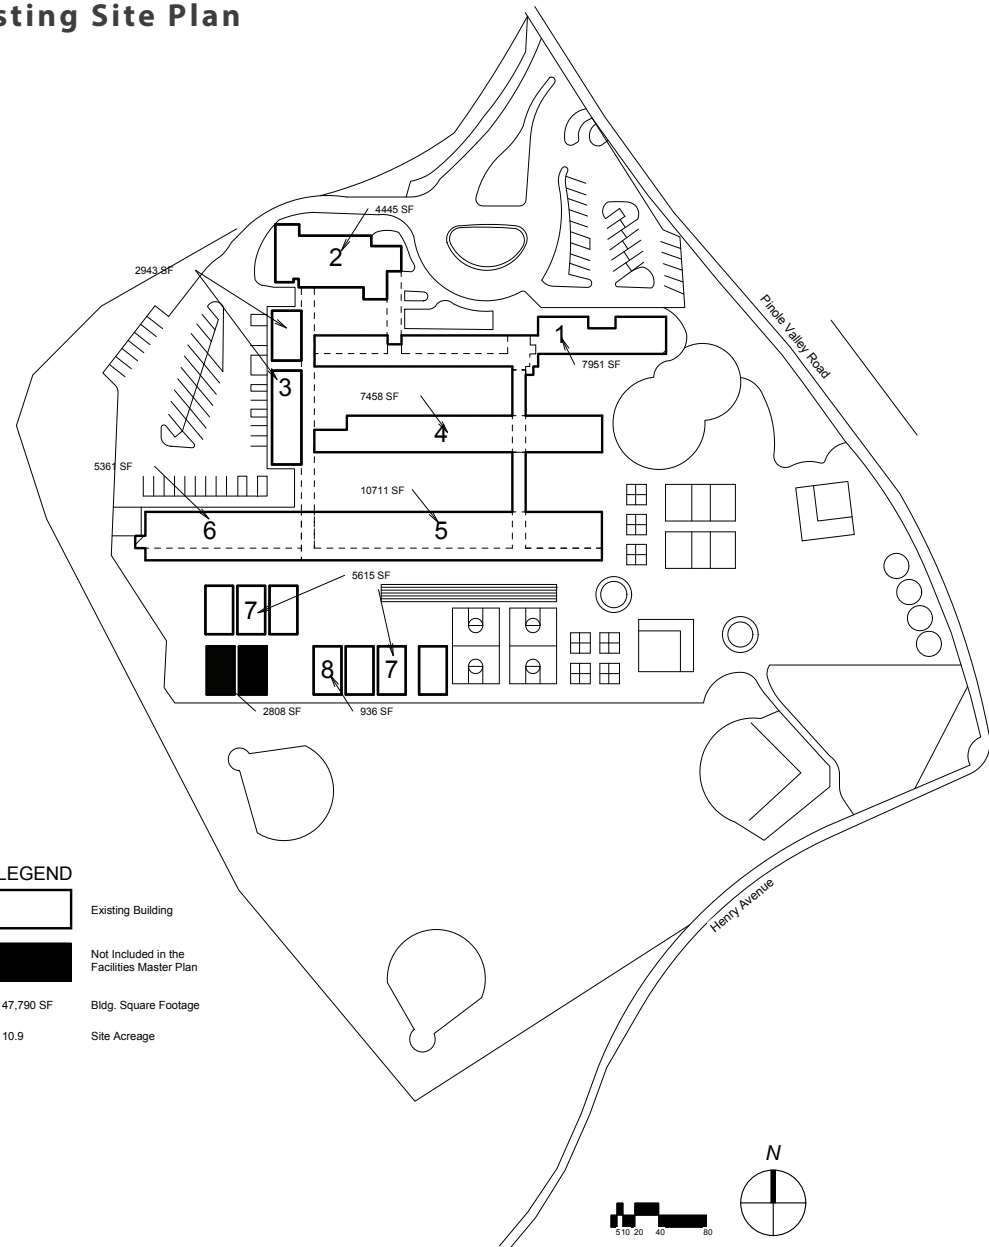 sting Site Plan
4445 SF
2
2943 SF
Pinole Valley Road
1
7951 SF
3
7458 SF
4
5361 SF
10711 SF
6
5
5615 SF
7
8
7
2808 SF
936 SF
LEGEND
Existing Building
Not Included in the
Facilities Master Plan
47,790 SF
Bldg. Square Footage
10.9
Site Acreage
Henry Avenue
N
5 10 20 40 80